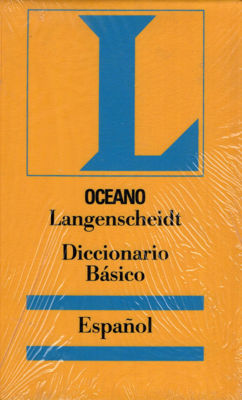 L
OCEANO
Langenscheidt
Diccionario
Básico
Español